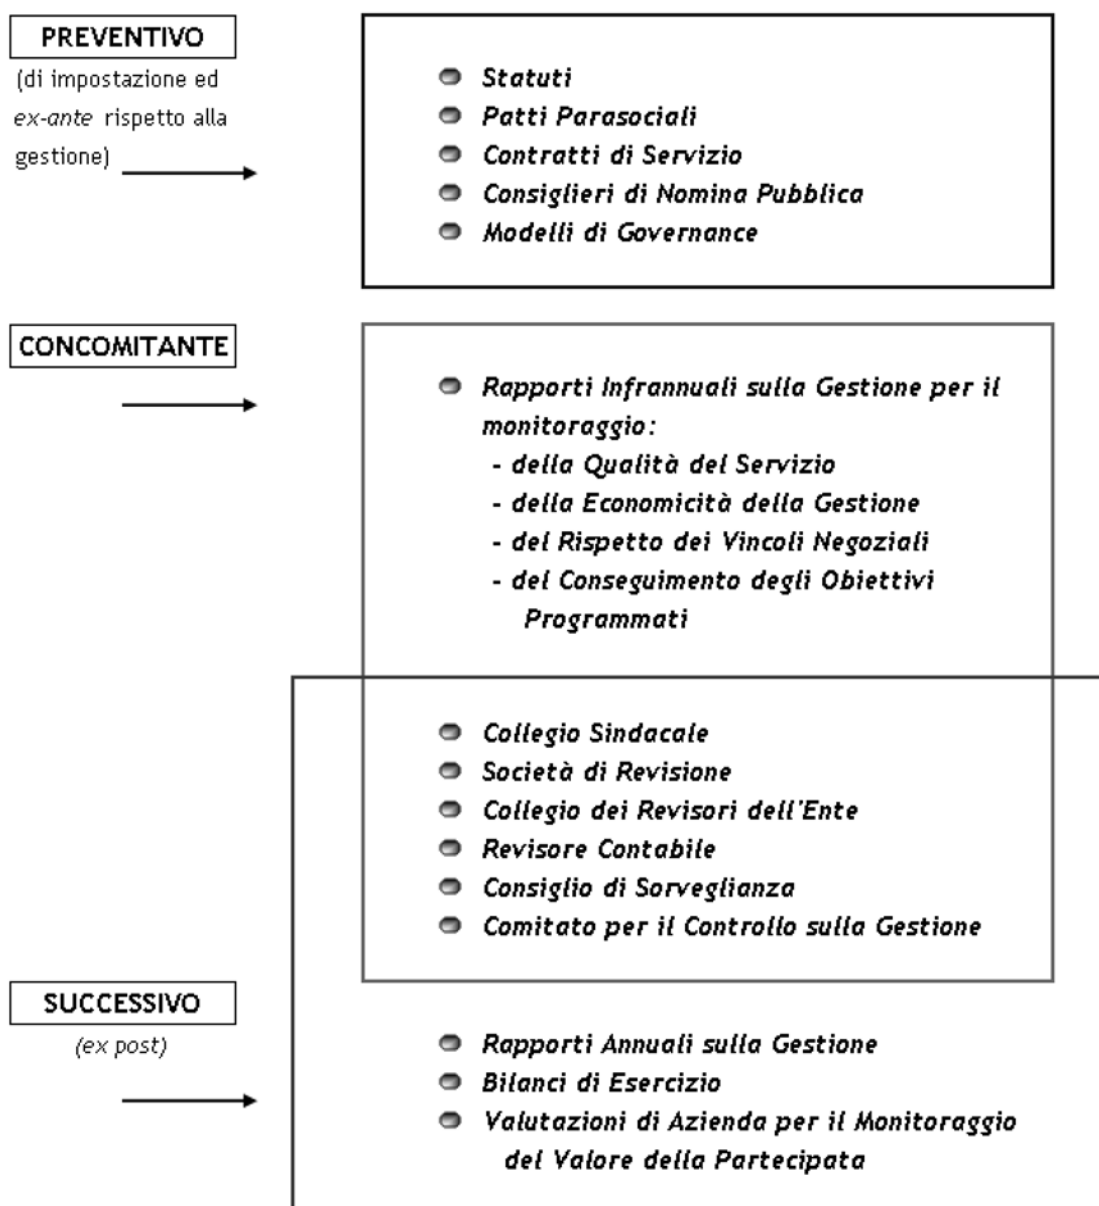 PREVENTIVO
(di impostazione ed
ex-ante rispetto alla
gestione)
Statuti
Patti Parasociali
Contratti di Servizio
Consiglieri di Nomina Pubblica
Modelli di Governance
CONCOMITANTE
Rapporti Infrannuali sulla Gestione per il
monitoraggio:
- della Qualità del Servizio
- della Economicità della Gestione
- del Rispetto dei Vincoli Negoziali
- del Conseguimento degli Obiettivi
Programmati
Collegio Sindacale
Società di Revisione
Collegio dei Revisori dell'Ente
Revisore Contabile
Consiglio di Sorveglianza
Comitato per il Controllo sulla Gestione
SUCCESSIVO
(ex post)
Rapporti Annuali sulla Gestione
Bilanci di Esercizio
Valutazioni di Azienda per il Monitoraggio
del Valore della Partecipata